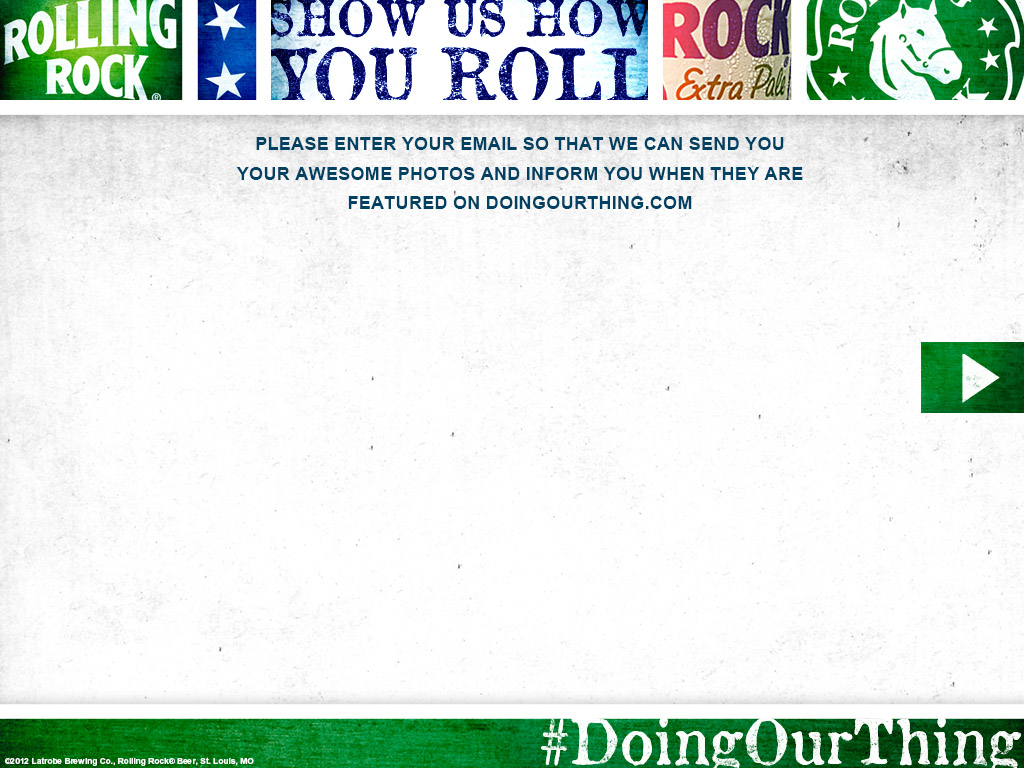 ROLLING
ROCK®
SHOW US HOW
YOU ROLL
ROCK
Extra Pale
RO
PLEASE ENTER YOUR EMAIL SO THAT WE CAN SEND YOU
YOUR AWESOME PHOTOS AND INFORM YOU WHEN THEY ARE
FEATURED ON DOINGOURTHING.COM
#DoingOurThing
©2012 Latrobe Brewing Co., Rolling Rock® Beer, St. Louis, MO